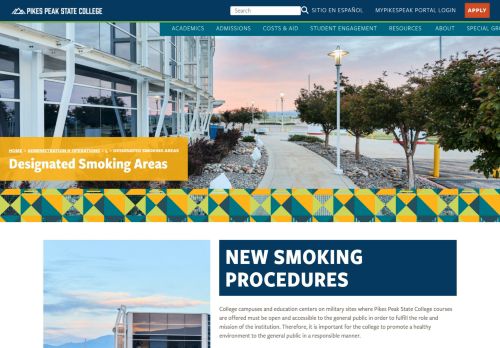 PIKES PEAK STATE COLLEGE
Search
SITIO EN ESPAÑOL
MYPIKESPEAK PORTAL LOGIN
APPLY
ACADEMICS ADMISSIONS COSTS & AID STUDENT ENGAGEMENT RESOURCES ABOUT SPECIAL GR
HOME > ADMINISTRATION & OPERATIONS > > DESIGNATED SMOKING AREAS
Designated Smoking Areas
NEW SMOKING
PROCEDURES
College campuses and education centers on military sites where Pikes Peak State College courses
are offered must be open and accessible to the general public in order to fulfill the role and
mission of the institution. Therefore, it is important for the college to promote a healthy
environment to the general public in a responsible manner.